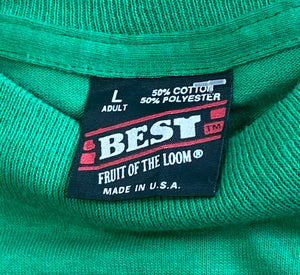 L 50% COTTON
ADULT 50% POLYESTER
BEST TM
FRUIT OF THE LOOM®
MADE IN U.S.A.